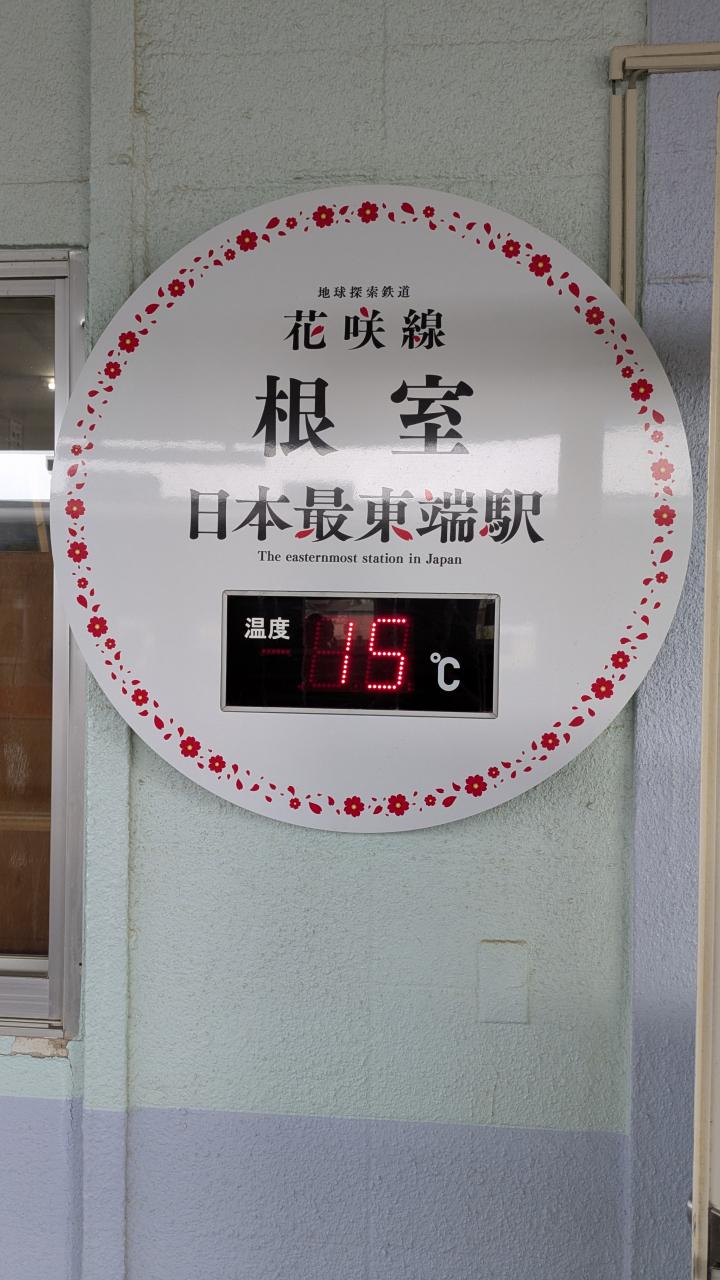 地球探索鉄道
花咲線
根室
日本最東端駅
The easternmost station in Japan
温度 15 ℃